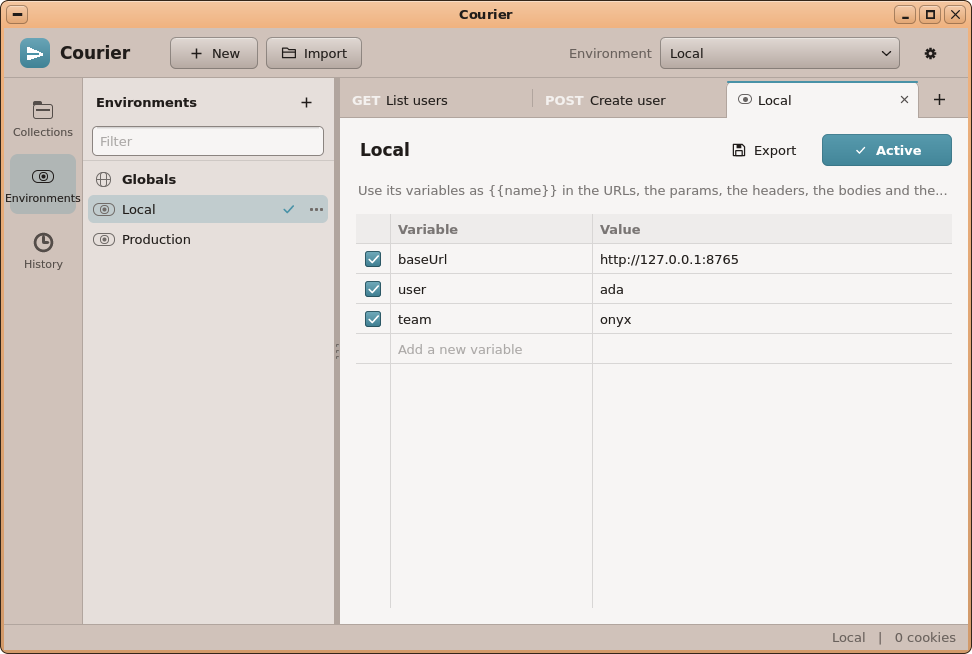 Courier
Courier
New
Import
Environment
Local
Collections
Environments
History
Environments
Filter
Globals
Local
Production
GET List users
POST Create user
Local
Local
Export
Active
Use its variables as {{name}} in the URLs, the params, the headers, the bodies and the...
Variable Value
baseUrl http://127.0.0.1:8765
user ada
team onyx
Add a new variable
Local | 0 cookies